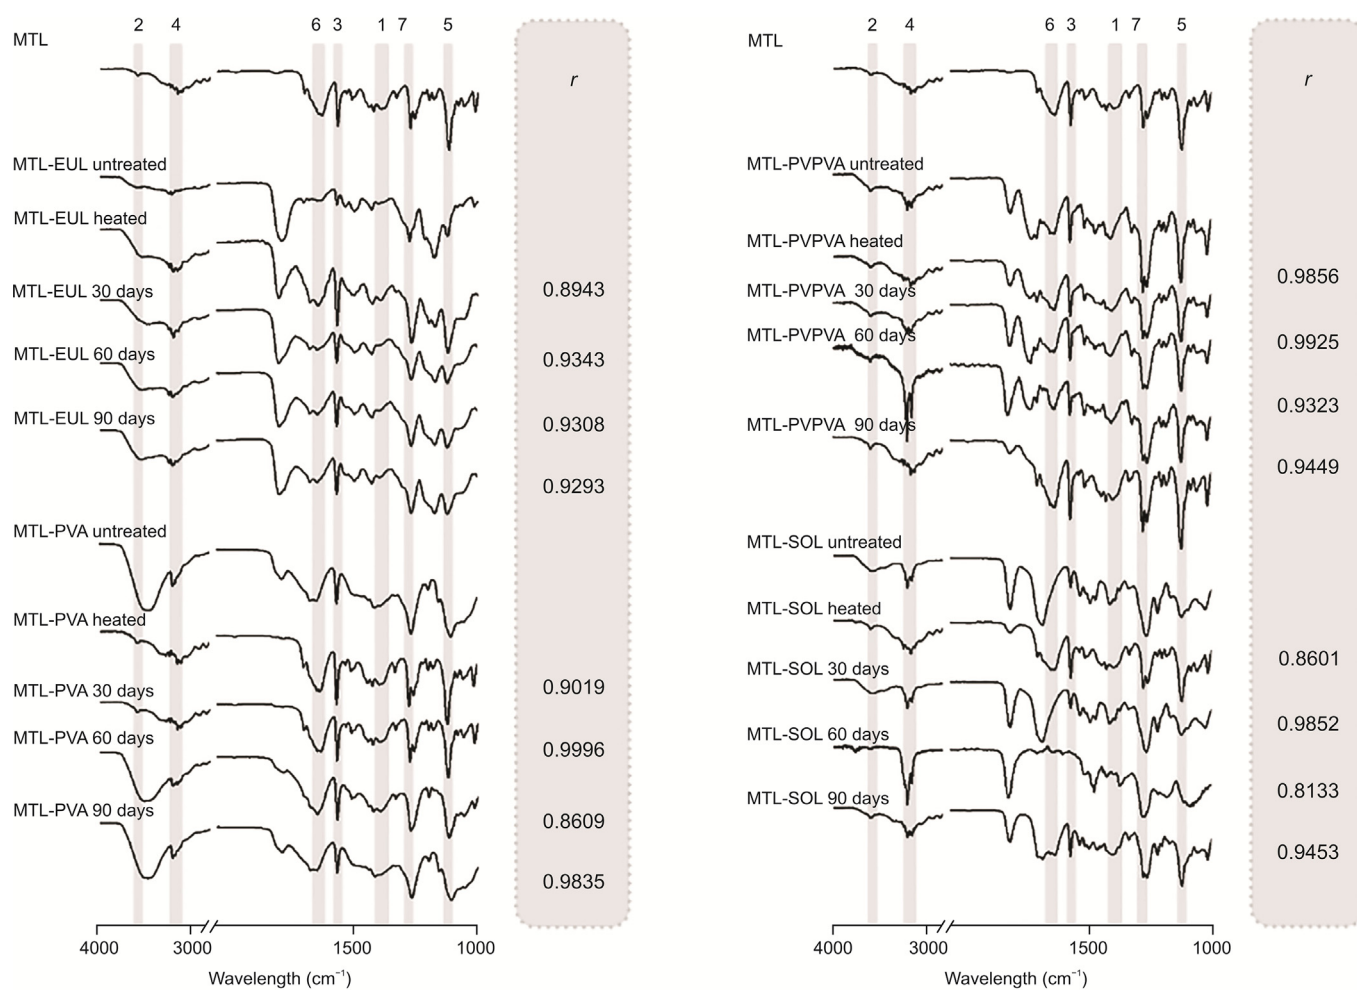 2 4 6 3 1 7 5
MTL
r
MTL-EUL untreated
MTL-EUL heated
0.8943
MTL-EUL 30 days
0.9343
MTL-EUL 60 days
0.9308
MTL-EUL 90 days
0.9293
MTL-PVA untreated
MTL-PVA heated
0.9019
MTL-PVA 30 days
0.9996
MTL-PVA 60 days
0.8609
MTL-PVA 90 days
0.9835
4000 3000 1500 1000
Wavelength (cm⁻¹)
2 4 6 3 1 7 5
MTL
r
MTL-PVPVA untreated
MTL-PVPVA heated
0.9856
MTL-PVPVA 30 days
0.9925
MTL-PVPVA 60 days
0.9323
MTL-PVPVA 90 days
0.9449
MTL-SOL untreated
MTL-SOL heated
0.8601
MTL-SOL 30 days
0.9852
MTL-SOL 60 days
0.8133
MTL-SOL 90 days
0.9453
4000 3000 1500 1000
Wavelength (cm⁻¹)